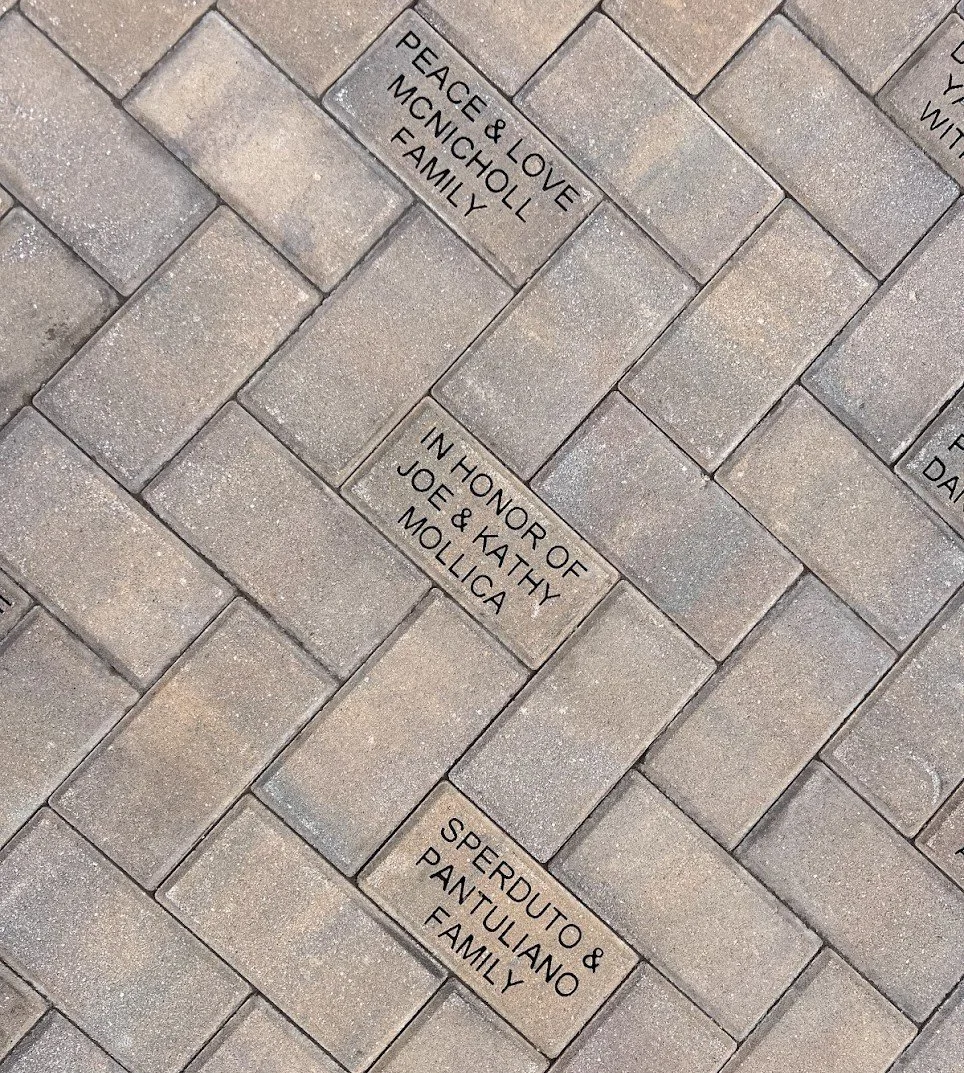 PEACE & LOVE
MCNICHOLL
FAMILY
IN HONOR OF
JOE & KATHY
MOLLICA
SPERDUTO &
PANTULIANO
FAMILY